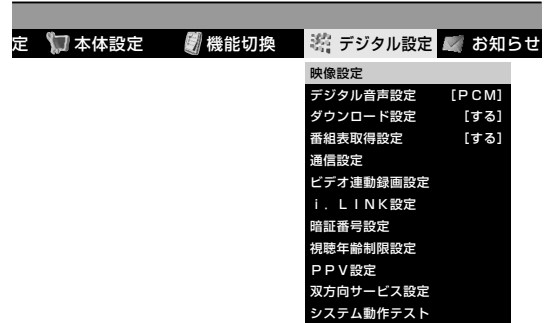 定 本体設定 機能切換 デジタル設定 お知らせ
映像設定
デジタル音声設定 [PCM]
ダウンロード設定 [する]
番組表取得設定 [する]
通信設定
ビデオ連動録画設定
i．LINK設定
暗証番号設定
視聴年齢制限設定
PPV設定
双方向サービス設定
システム動作テスト